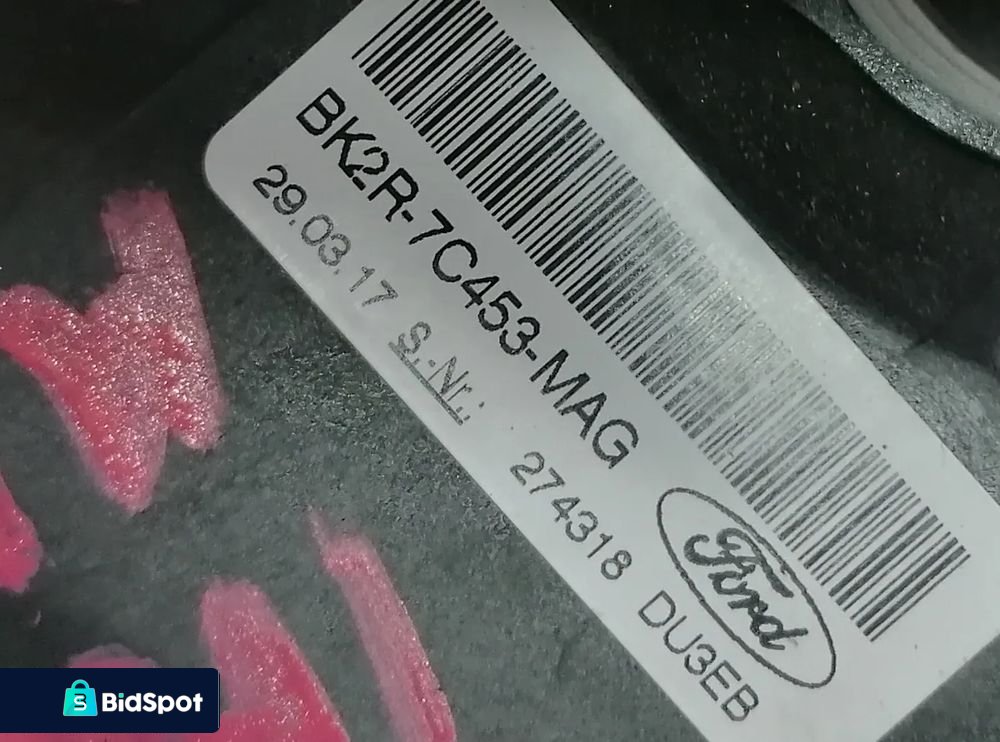 BK2R-7C453-MAG
29.03.17 S.-Nr.: 274318 DU3EB
Ford
BidSpot